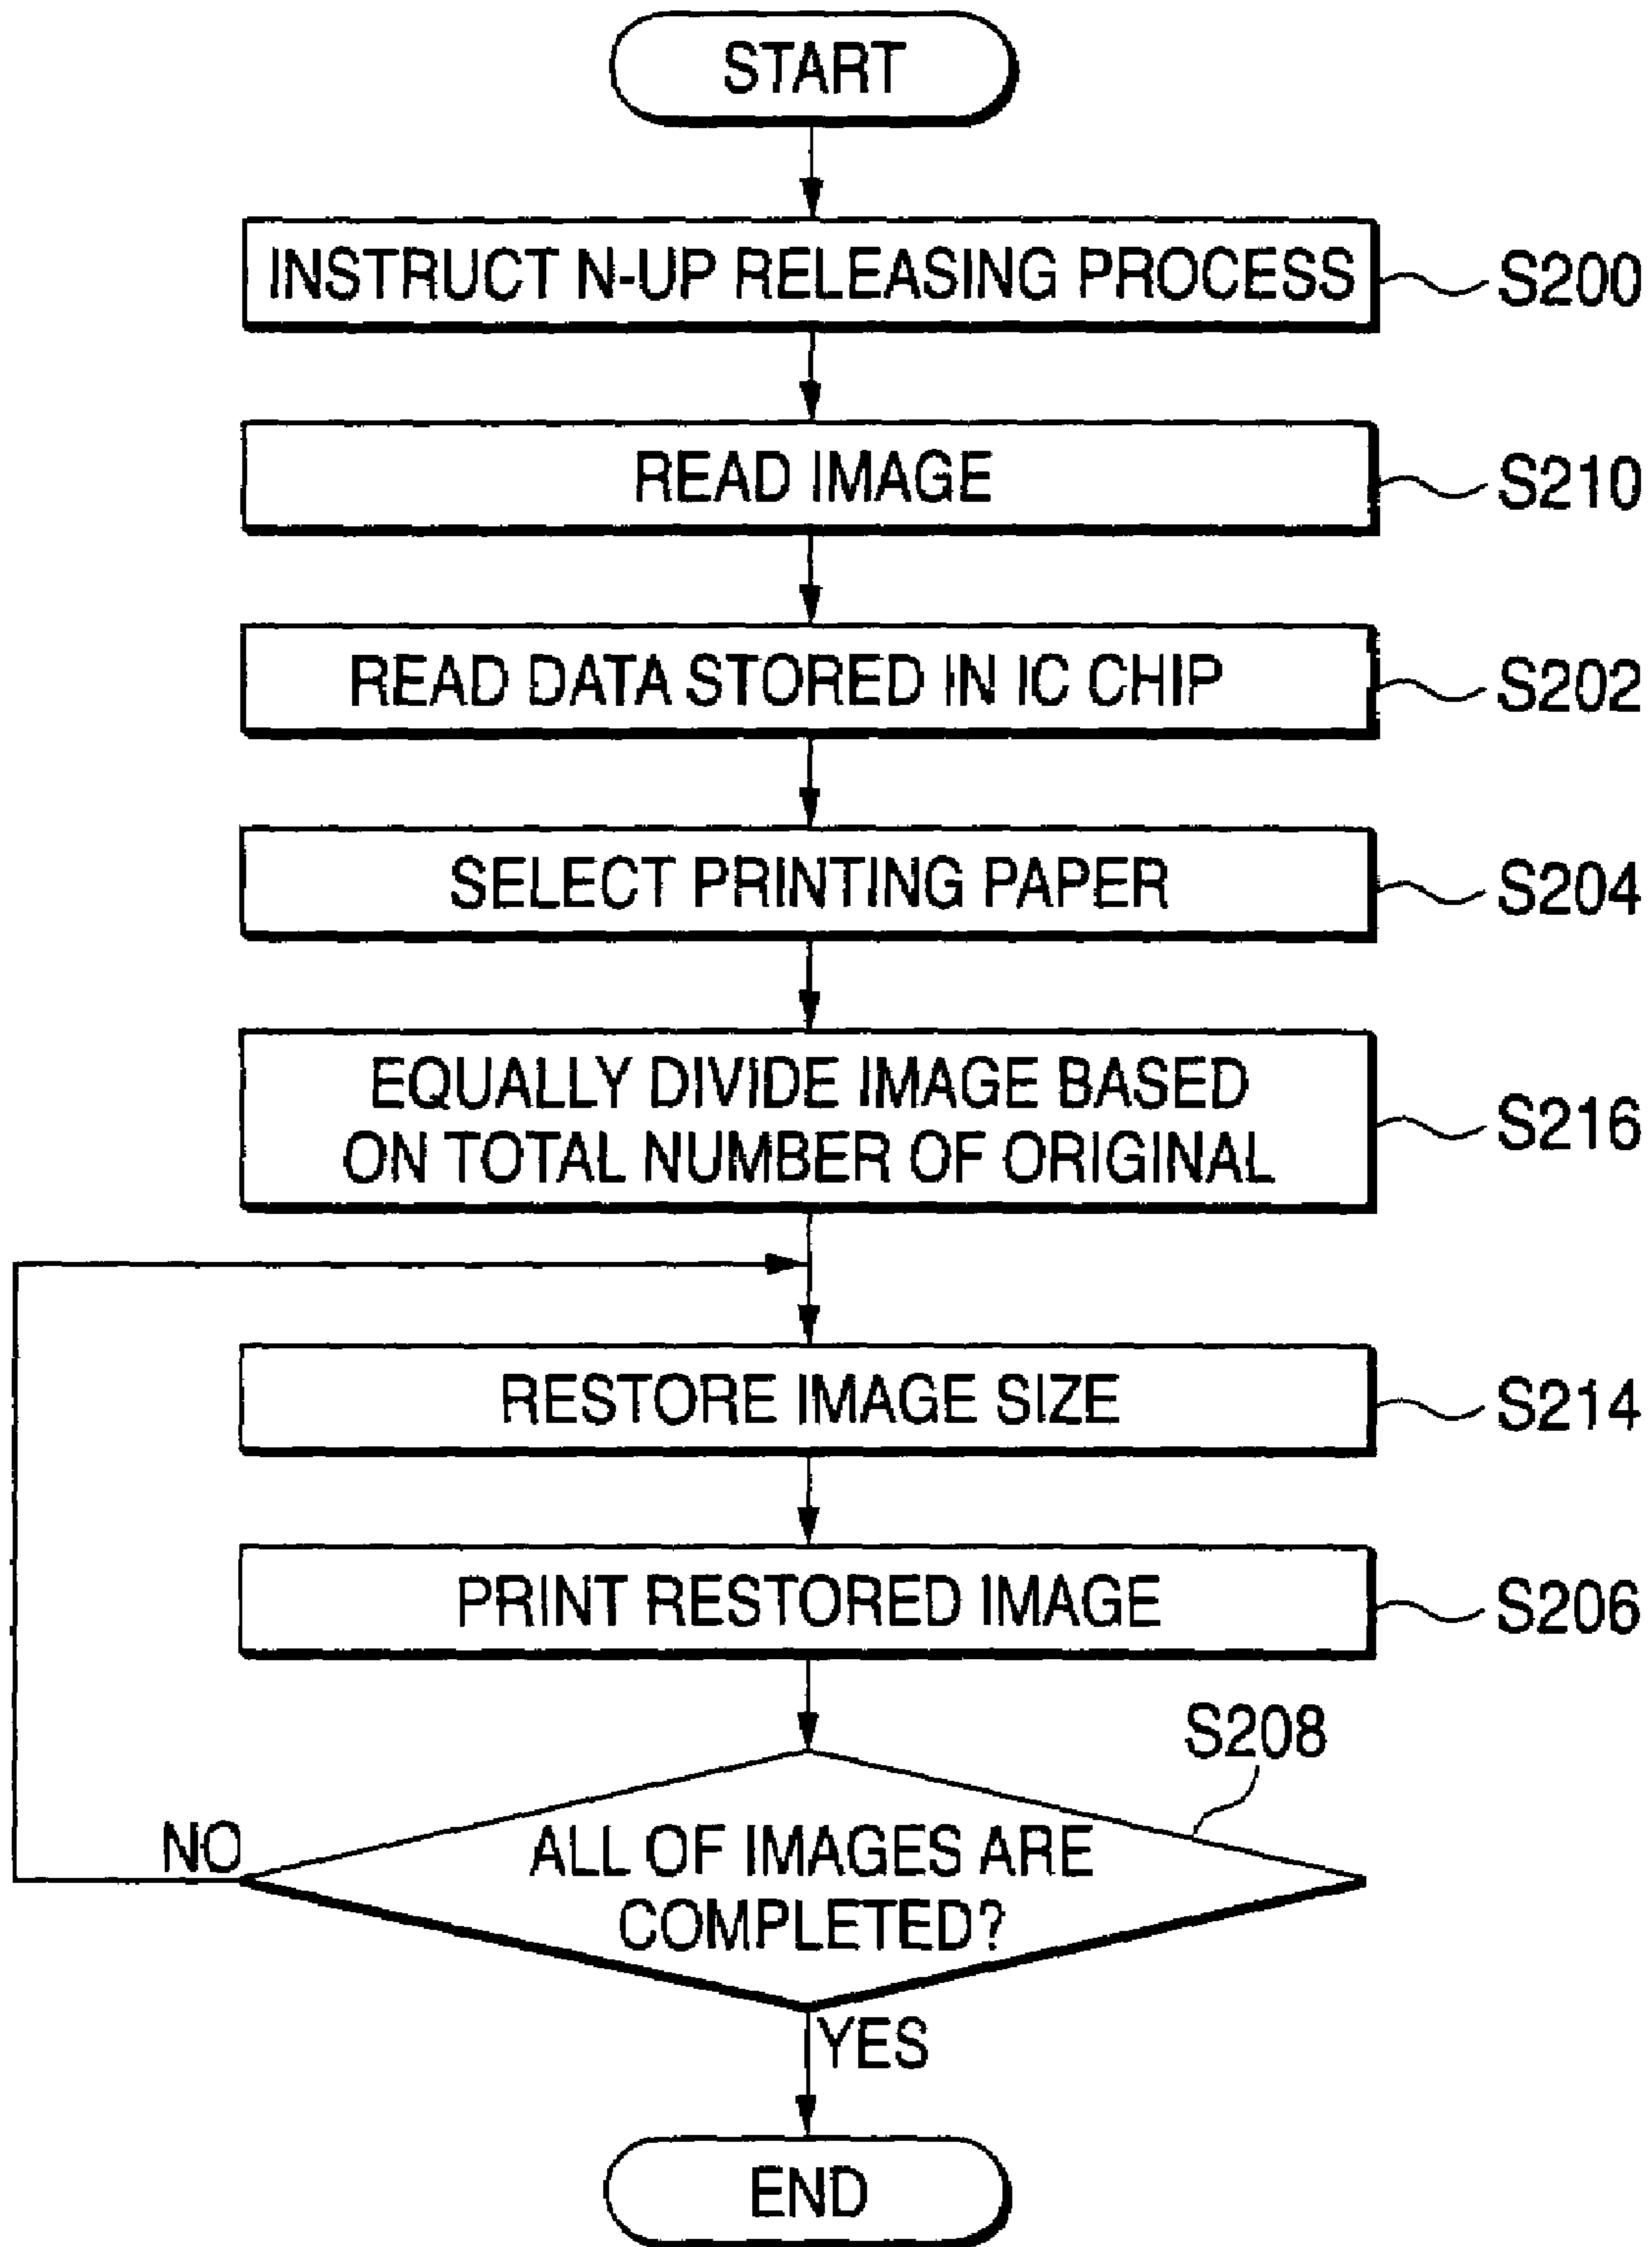 START
INSTRUCT N-UP RELEASING PROCESS
S200
READ IMAGE
S210
READ DATA STORED IN IC CHIP
S202
SELECT PRINTING PAPER
S204
EQUALLY DIVIDE IMAGE BASED
ON TOTAL NUMBER OF ORIGINAL
S216
RESTORE IMAGE SIZE
S214
PRINT RESTORED IMAGE
S206
S208
NO
ALL OF IMAGES ARE
COMPLETED?
YES
END